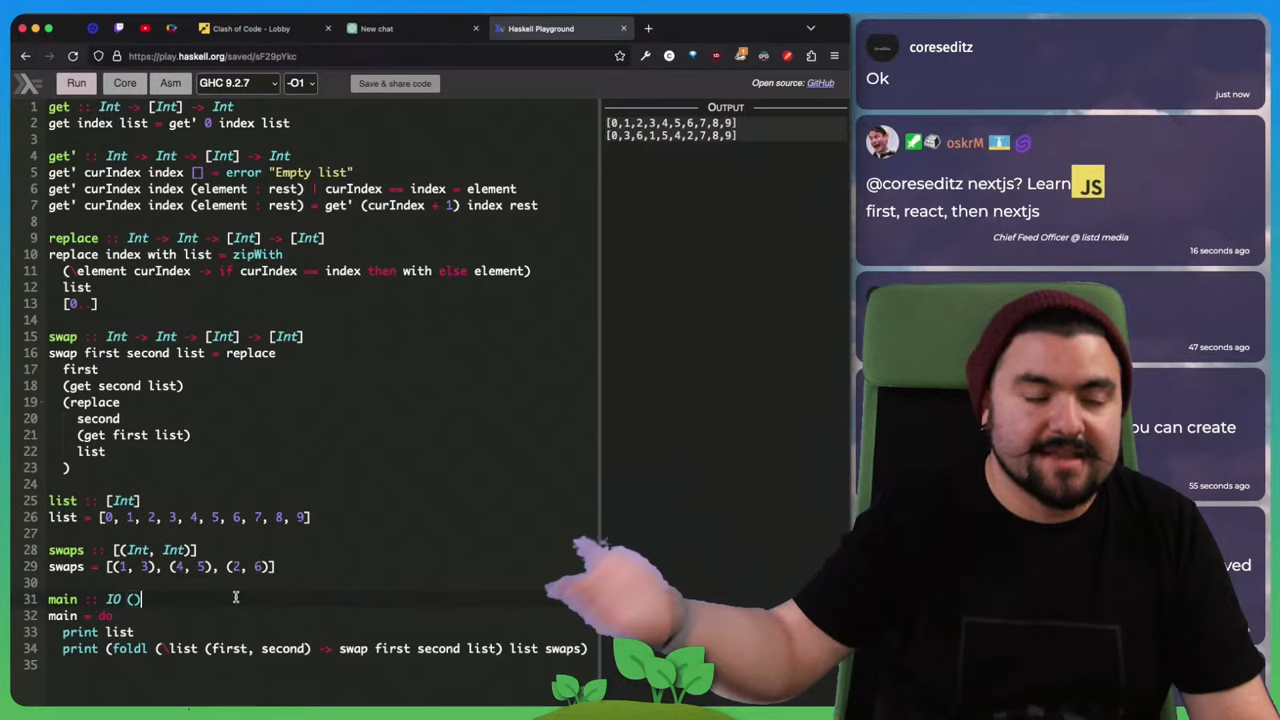 Clash of Code - Lobby
New chat
Haskell Playground
https://play.haskell.org/saved/sF29pYkc
Run
Core
Asm
GHC 9.2.7
-O1
Save & share code
Open source: GitHub
1 get :: Int -> [Int] -> Int
2 get index list = get' 0 index list
3
4 get' :: Int -> Int -> [Int] -> Int
5 get' curIndex index [] = error "Empty list"
6 get' curIndex index (element : rest) | curIndex == index = element
7 get' curIndex index (element : rest) = get' (curIndex + 1) index rest
8
9 replace :: Int -> Int -> [Int] -> [Int]
10 replace index with list = zipWith
11 (\element curIndex -> if curIndex == index then with else element)
12 list
13 [0..]
14
15 swap :: Int -> Int -> [Int] -> [Int]
16 swap first second list = replace
17 first
18 (get second list)
19 (replace
20 second
21 (get first list)
22 list
23 )
24
25 list :: [Int]
26 list = [0, 1, 2, 3, 4, 5, 6, 7, 8, 9]
27
28 swaps :: [(Int, Int)]
29 swaps = [(1, 3), (4, 5), (2, 6)]
30
31 main :: IO ()
32 main = do
33 print list
34 print (foldl (\list (first, second) -> swap first second list) list swaps)
35
OUTPUT
[0,1,2,3,4,5,6,7,8,9]
[0,3,6,1,5,4,2,7,8,9]
coreseditz
Ok
just now
oskrM
@coreseditz nextjs? Learn JS
first, react, then nextjs
Chief Feed Officer @ listd media
16 seconds ago
47 seconds ago
you can create
55 seconds ago